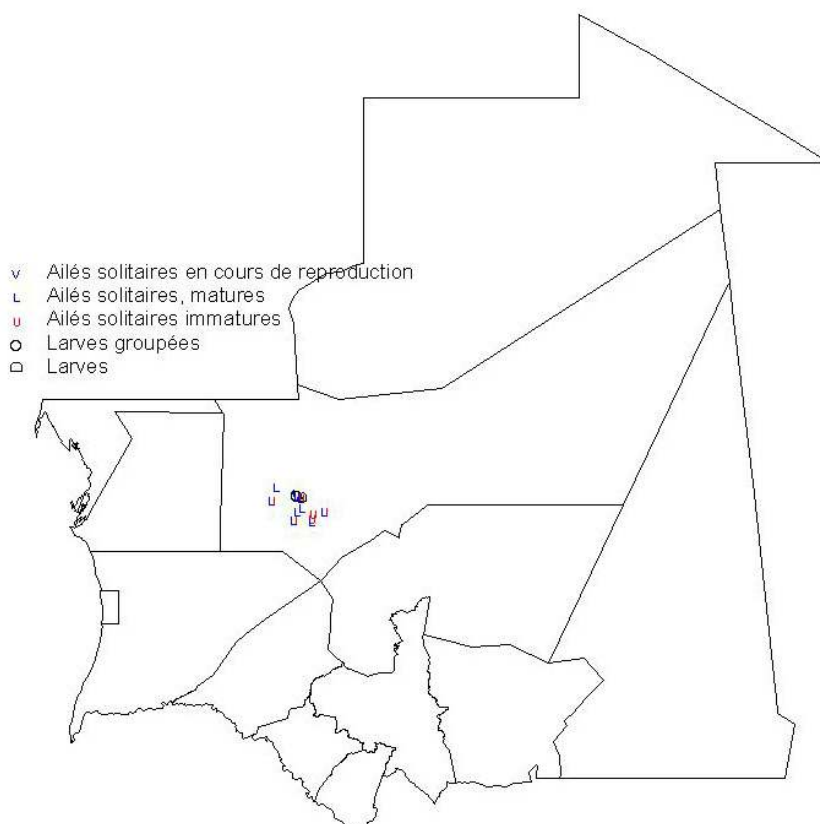 Ailés solitaires en cours de reproduction
Ailés solitaires, matures
Ailés solitaires immatures
Larves groupées
Larves